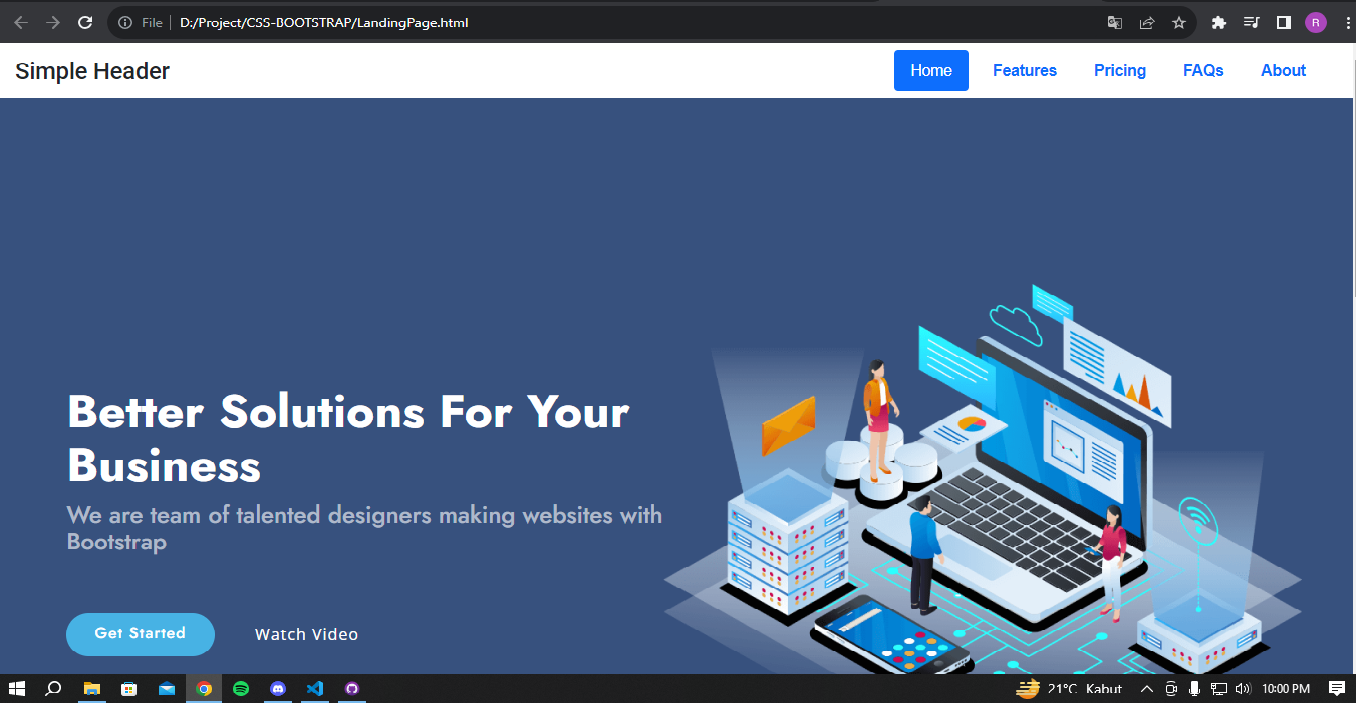 File
D:/Project/CSS-BOOTSTRAP/LandingPage.html
R
Simple Header
Home
Features
Pricing
FAQs
About
Better Solutions For Your
Business
We are team of talented designers making websites with
Bootstrap
Get Started
Watch Video
21°C Kabut
10:00 PM